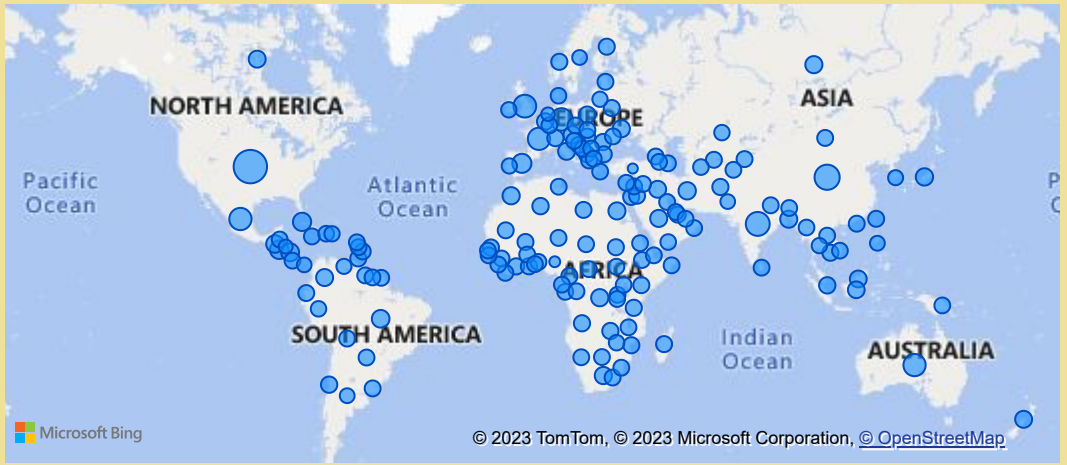 NORTH AMERICA
EUROPE
ASIA
Pacific
Ocean
Atlantic
Ocean
P
O
AFRICA
SOUTH AMERICA
Indian
Ocean
AUSTRALIA
Microsoft Bing
© 2023 TomTom, © 2023 Microsoft Corporation, © OpenStreetMap